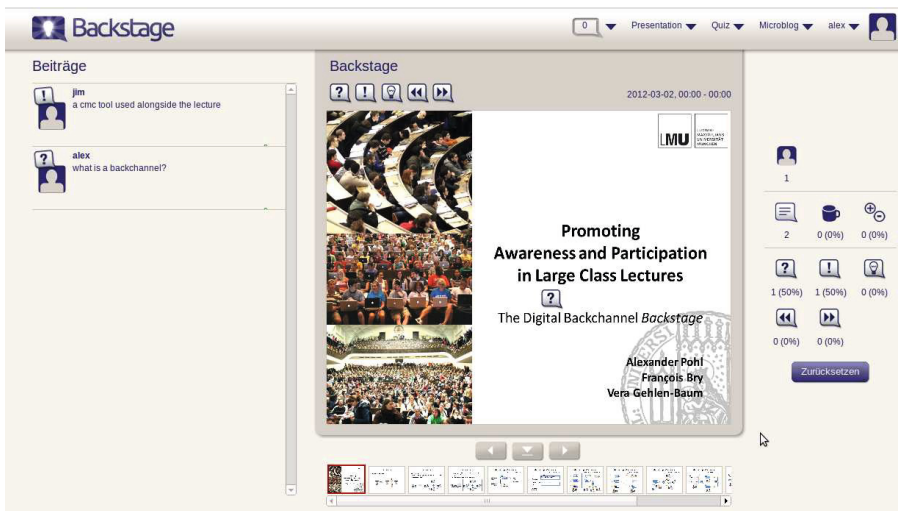 Backstage
0
Presentation
Quiz
Microblog
alex
Beiträge
jim
a cmc tool used alongside the lecture
alex
what is a backchannel?
Backstage
? !
2012-03-02, 00:00 - 00:00
LMU
Promoting
Awareness and Participation
in Large Class Lectures
?
The Digital Backchannel Backstage
Alexander Pohl
François Bry
Vera Gehlen-Baum
1
2 0 (0%) 0 (0%)
? !
1 (50%) 1 (50%) 0 (0%)
0 (0%) 0 (0%)
Zurücksetzen